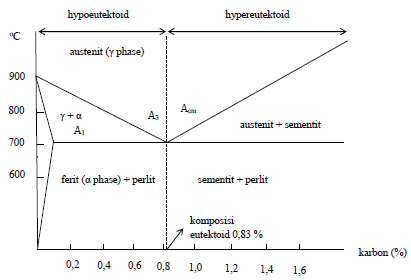 hypoeutektoid
hypereutektoid
°C
austenit (γ phase)
900
800
γ + α
A₁
A₃
Acm
austenit + sementit
700
600
ferit (α phase) + perlit
sementit + perlit
komposisi
eutektoid 0,83 %
karbon (%)
0,2
0,4
0,6
0,8
1,0
1,2
1,4
1,6